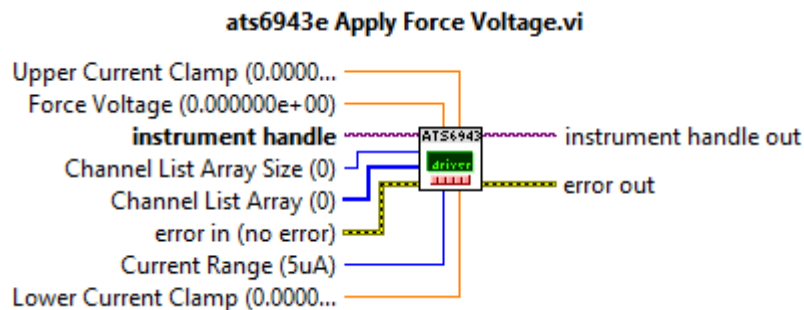 ats6943e Apply Force Voltage.vi
Upper Current Clamp (0.0000...
Force Voltage (0.000000e+00)
instrument handle
Channel List Array Size (0)
Channel List Array (0)
error in (no error)
Current Range (5uA)
Lower Current Clamp (0.0000...
ATS6943
driver
instrument handle out
error out